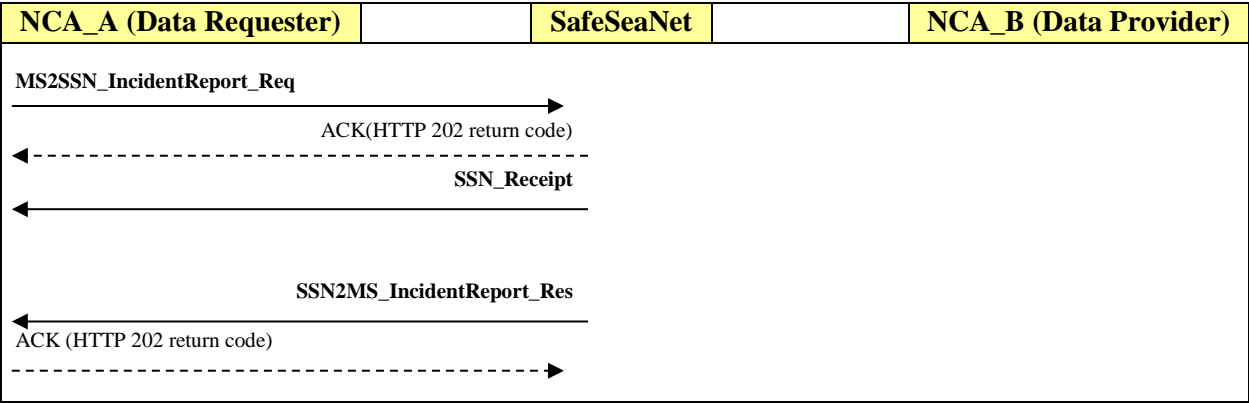 NCA_A (Data Requester) SafeSeaNet NCA_B (Data Provider)
MS2SSN_IncidentReport_Req
ACK(HTTP 202 return code)
SSN_Receipt
SSN2MS_IncidentReport_Res
ACK (HTTP 202 return code)